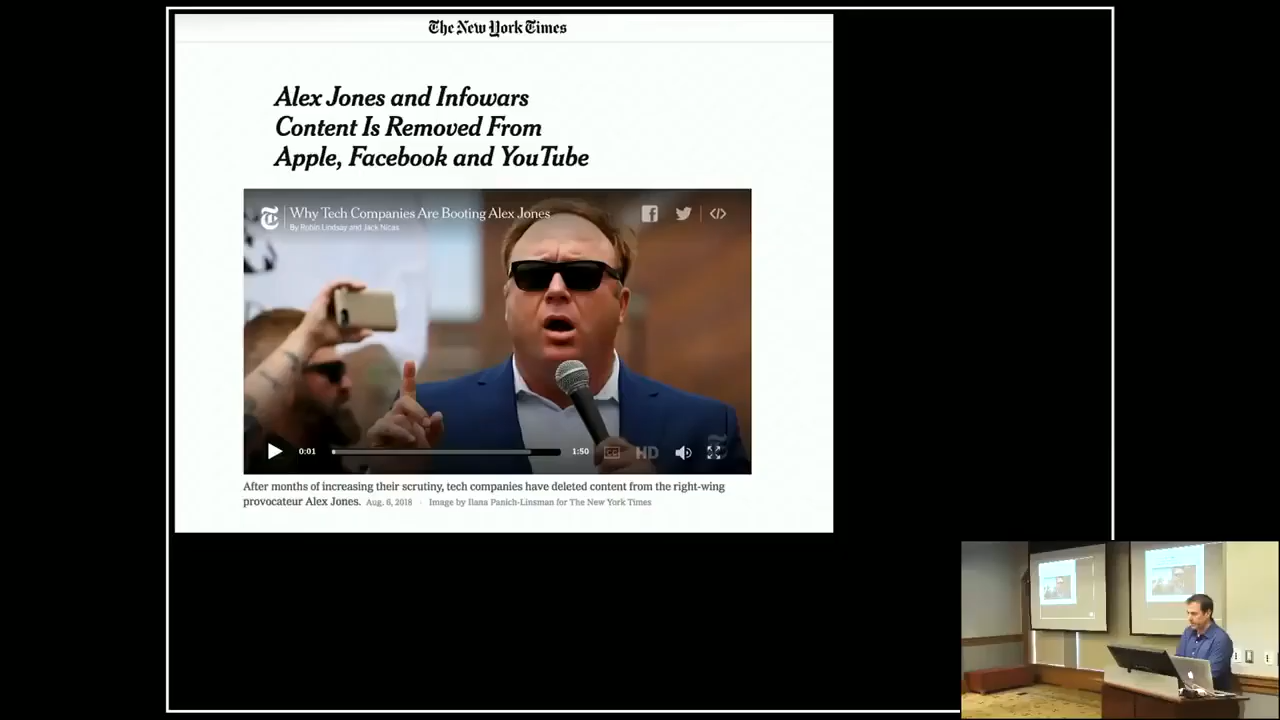 The New York Times
Alex Jones and Infowars
Content Is Removed From
Apple, Facebook and YouTube
Why Tech Companies Are Booting Alex Jones
By Robin Lindsay and Jack Nicas
0:01
1:50
CC
HD
After months of increasing their scrutiny, tech companies have deleted content from the right-wing
provocateur Alex Jones. Aug. 6, 2018 · Image by Ilana Panich-Linsman for The New York Times